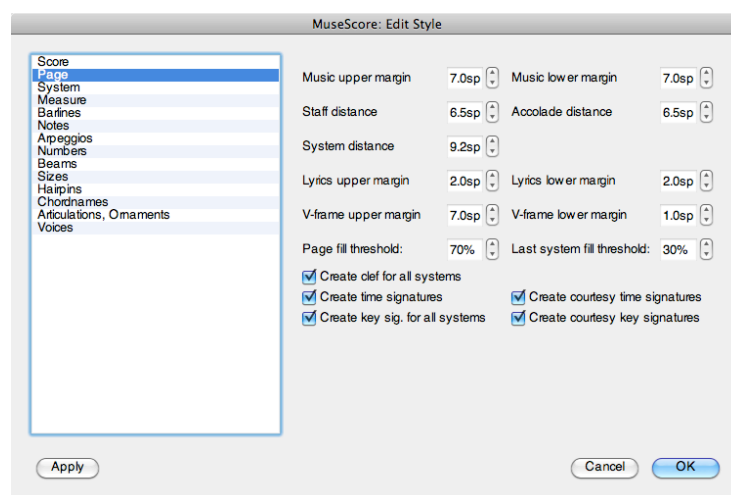 MuseScore: Edit Style
Score
Page
System
Measure
Barlines
Notes
Arpeggios
Numbers
Beams
Sizes
Hairpins
Chordnames
Articulations, Ornaments
Voices
Music upper margin 7.0sp Music lower margin 7.0sp
Staff distance 6.5sp Accolade distance 6.5sp
System distance 9.2sp
Lyrics upper margin 2.0sp Lyrics lower margin 2.0sp
V-frame upper margin 7.0sp V-frame lower margin 1.0sp
Page fill threshold: 70% Last system fill threshold: 30%
Create clef for all systems
Create time signatures Create courtesy time signatures
Create key sig. for all systems Create courtesy key signatures
Apply Cancel OK